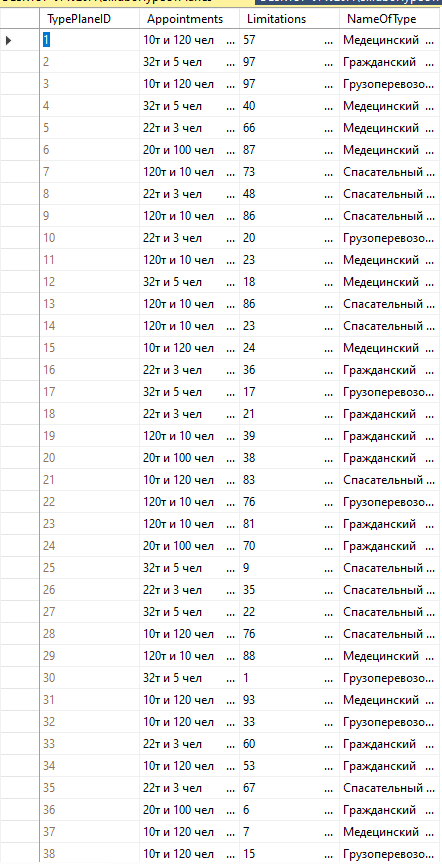 TypePlaneID Appointments Limitations NameOfType
1 10т и 120 чел ... 57 ... Медецинский ...
2 32т и 5 чел ... 97 ... Гражданский ...
3 10т и 120 чел ... 97 ... Грузоперевозо...
4 32т и 5 чел ... 40 ... Медецинский ...
5 22т и 3 чел ... 66 ... Медецинский ...
6 20т и 100 чел ... 87 ... Медецинский ...
7 120т и 10 чел ... 73 ... Спасательный ...
8 22т и 3 чел ... 48 ... Спасательный ...
9 120т и 10 чел ... 86 ... Спасательный ...
10 22т и 3 чел ... 20 ... Грузоперевозо...
11 120т и 10 чел ... 23 ... Медецинский ...
12 32т и 5 чел ... 18 ... Медецинский ...
13 120т и 10 чел ... 86 ... Спасательный ...
14 120т и 10 чел ... 23 ... Спасательный ...
15 10т и 120 чел ... 24 ... Медецинский ...
16 22т и 3 чел ... 36 ... Гражданский ...
17 32т и 5 чел ... 17 ... Грузоперевозо...
18 22т и 3 чел ... 21 ... Гражданский ...
19 120т и 10 чел ... 39 ... Гражданский ...
20 20т и 100 чел ... 38 ... Гражданский ...
21 10т и 120 чел ... 83 ... Спасательный ...
22 120т и 10 чел ... 76 ... Грузоперевозо...
23 120т и 10 чел ... 81 ... Гражданский ...
24 20т и 100 чел ... 70 ... Гражданский ...
25 32т и 5 чел ... 9 ... Спасательный ...
26 22т и 3 чел ... 35 ... Спасательный ...
27 32т и 5 чел ... 22 ... Спасательный ...
28 10т и 120 чел ... 76 ... Спасательный ...
29 120т и 10 чел ... 88 ... Медецинский ...
30 32т и 5 чел ... 1 ... Грузоперевозо...
31 10т и 120 чел ... 93 ... Медецинский ...
32 10т и 120 чел ... 33 ... Грузоперевозо...
33 22т и 3 чел ... 60 ... Гражданский ...
34 10т и 120 чел ... 53 ... Гражданский ...
35 22т и 3 чел ... 67 ... Спасательный ...
36 20т и 100 чел ... 6 ... Гражданский ...
37 10т и 120 чел ... 7 ... Медецинский ...
38 10т и 120 чел ... 15 ... Грузоперевозо...